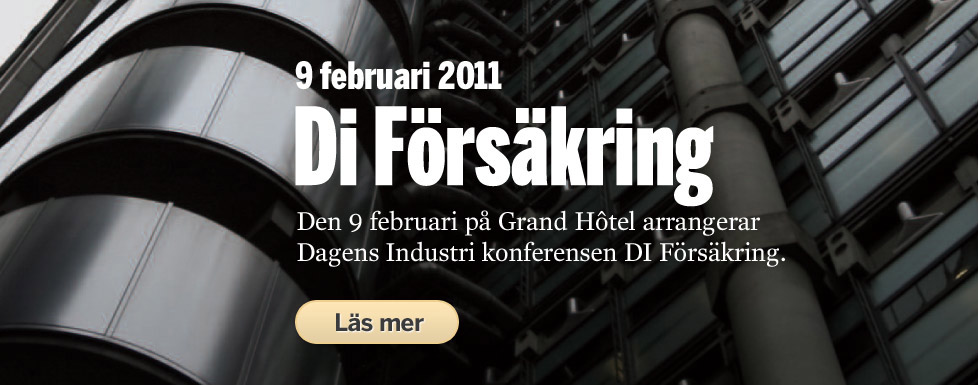 9 februari 2011
Di Försäkring
Den 9 februari på Grand Hôtel arrangerar
Dagens Industri konferensen DI Försäkring.
Läs mer